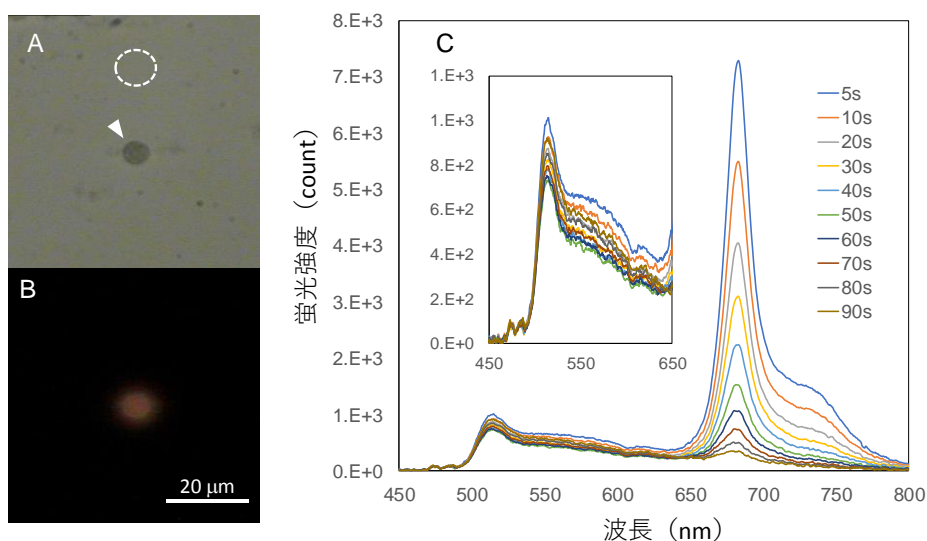 A
B
20 μm
C
蛍光強度（count）
8.E+3
7.E+3
6.E+3
5.E+3
4.E+3
3.E+3
2.E+3
1.E+3
0.E+0
450
500
550
600
650
700
750
800
波長（nm）
1.E+3
1.E+3
8.E+2
6.E+2
4.E+2
2.E+2
0.E+0
450
550
650
5s
10s
20s
30s
40s
50s
60s
70s
80s
90s